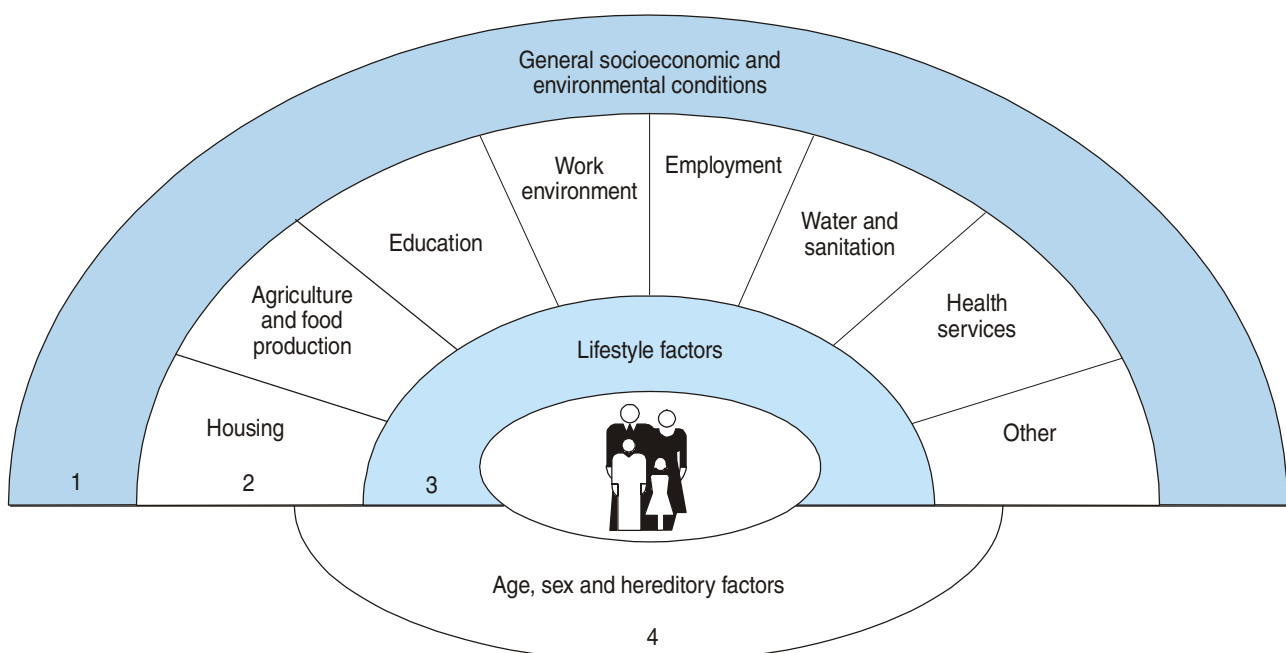 General socioeconomic and
environmental conditions
Work
environment
Employment
Education
Water and
sanitation
Agriculture
and food
production
Health
services
Lifestyle factors
Housing
Other
1
2
3
Age, sex and hereditory factors
4